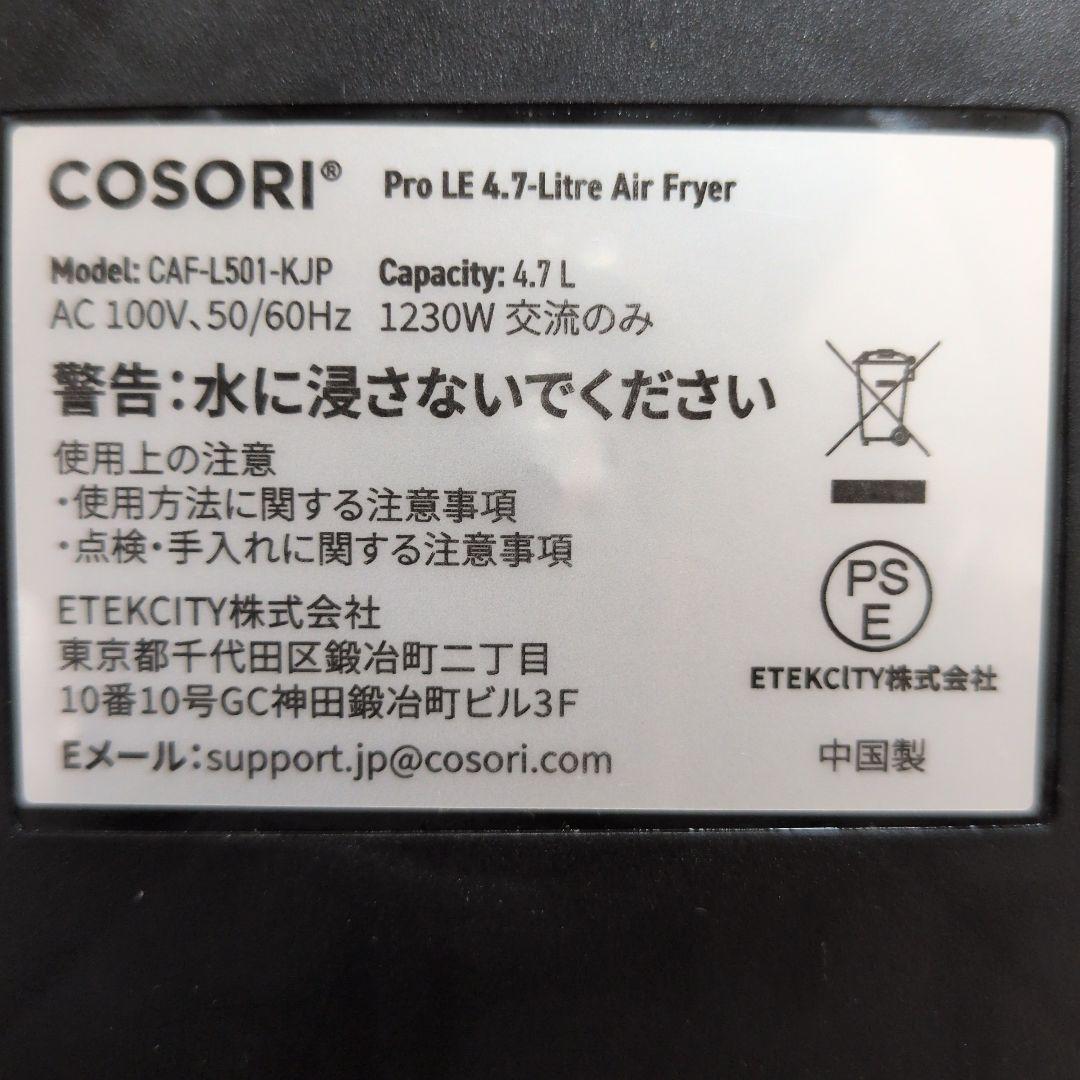 COSORI® Pro LE 4.7-Litre Air Fryer
Model: CAF-L501-KJP Capacity: 4.7 L
AC 100V、50/60Hz 1230W 交流のみ
警告：水に浸さないでください
使用上の注意
・使用方法に関する注意事項
・点検・手入れに関する注意事項
ETEKCITY株式会社
東京都千代田区鍛冶町二丁目
10番10号GC神田鍛冶町ビル3F
Eメール：support.jp@cosori.com
PS
E
ETEKCITY株式会社
中国製